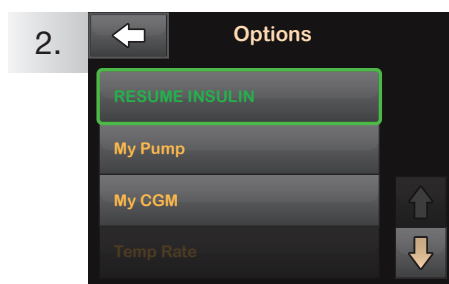 2.
Options
RESUME INSULIN
My Pump
My CGM
Temp Rate